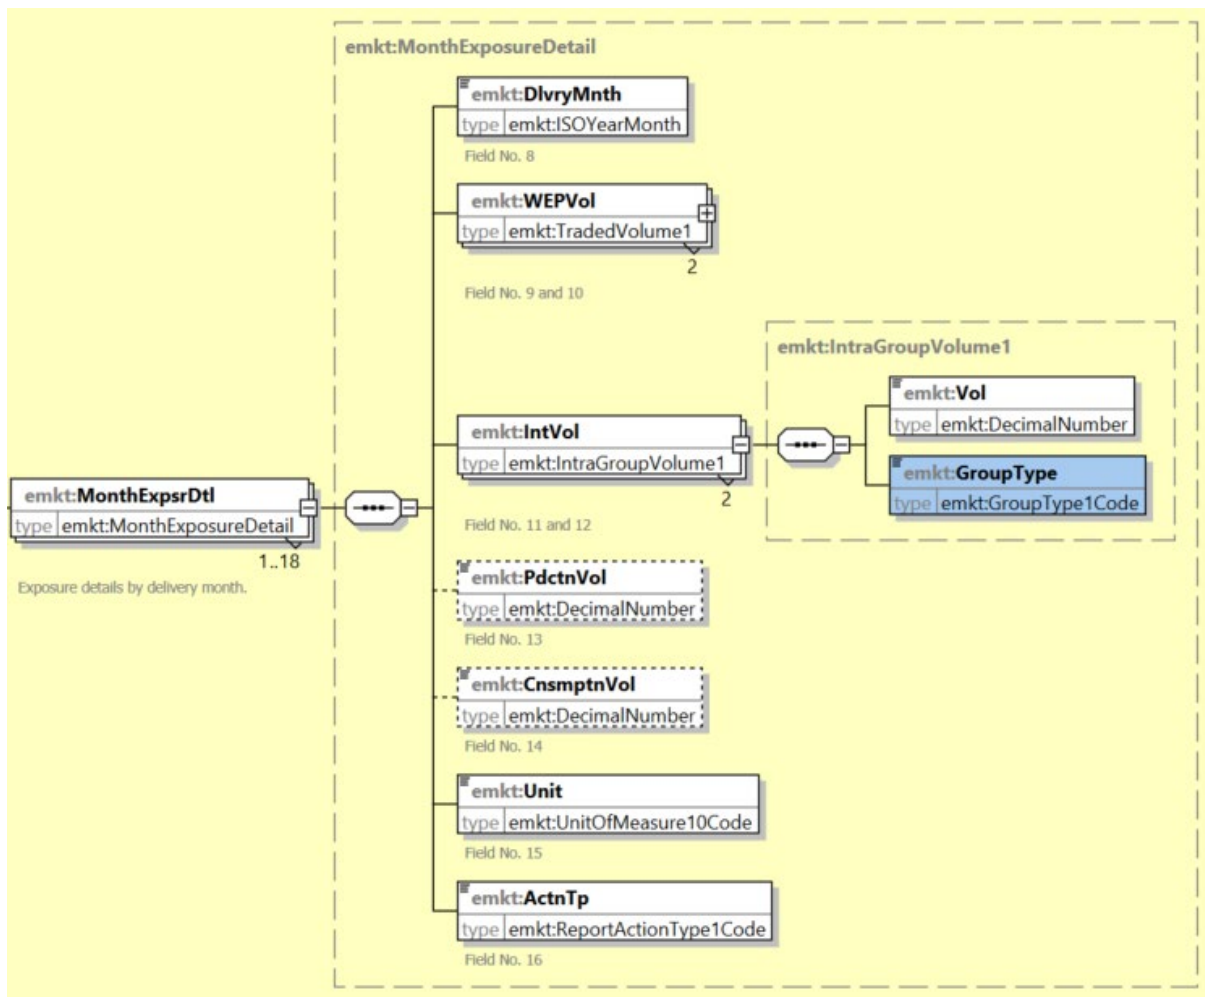 emkt:MonthExposureDetail
emkt:DlvryMnth
type emkt:ISOYearMonth
Field No. 8
emkt:WEPVol
type emkt:TradedVolume1
2
Field No. 9 and 10
emkt:IntraGroupVolume1
emkt:Vol
type emkt:DecimalNumber
emkt:IntVol
type emkt:IntraGroupVolume1
2
Field No. 11 and 12
emkt:GroupType
type emkt:GroupType1Code
emkt:MonthExpsrDtl
type emkt:MonthExposureDetail
1..18
Exposure details by delivery month.
emkt:PdctnVol
type emkt:DecimalNumber
Field No. 13
emkt:CnsmptnVol
type emkt:DecimalNumber
Field No. 14
emkt:Unit
type emkt:UnitOfMeasure10Code
Field No. 15
emkt:ActnTp
type emkt:ReportActionType1Code
Field No. 16